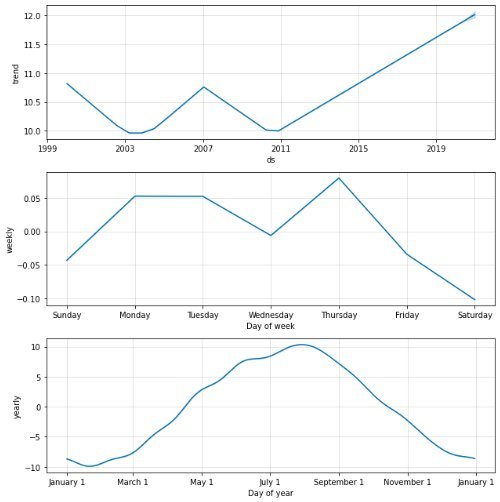 12.0
11.5
11.0
10.5
10.0
trend
1999 2003 2007 2011 2015 2019
ds
0.05
0.00
−0.05
−0.10
weekly
Sunday Monday Tuesday Wednesday Thursday Friday Saturday
Day of week
10
5
0
−5
−10
yearly
January 1 March 1 May 1 July 1 September 1 November 1 January 1
Day of year